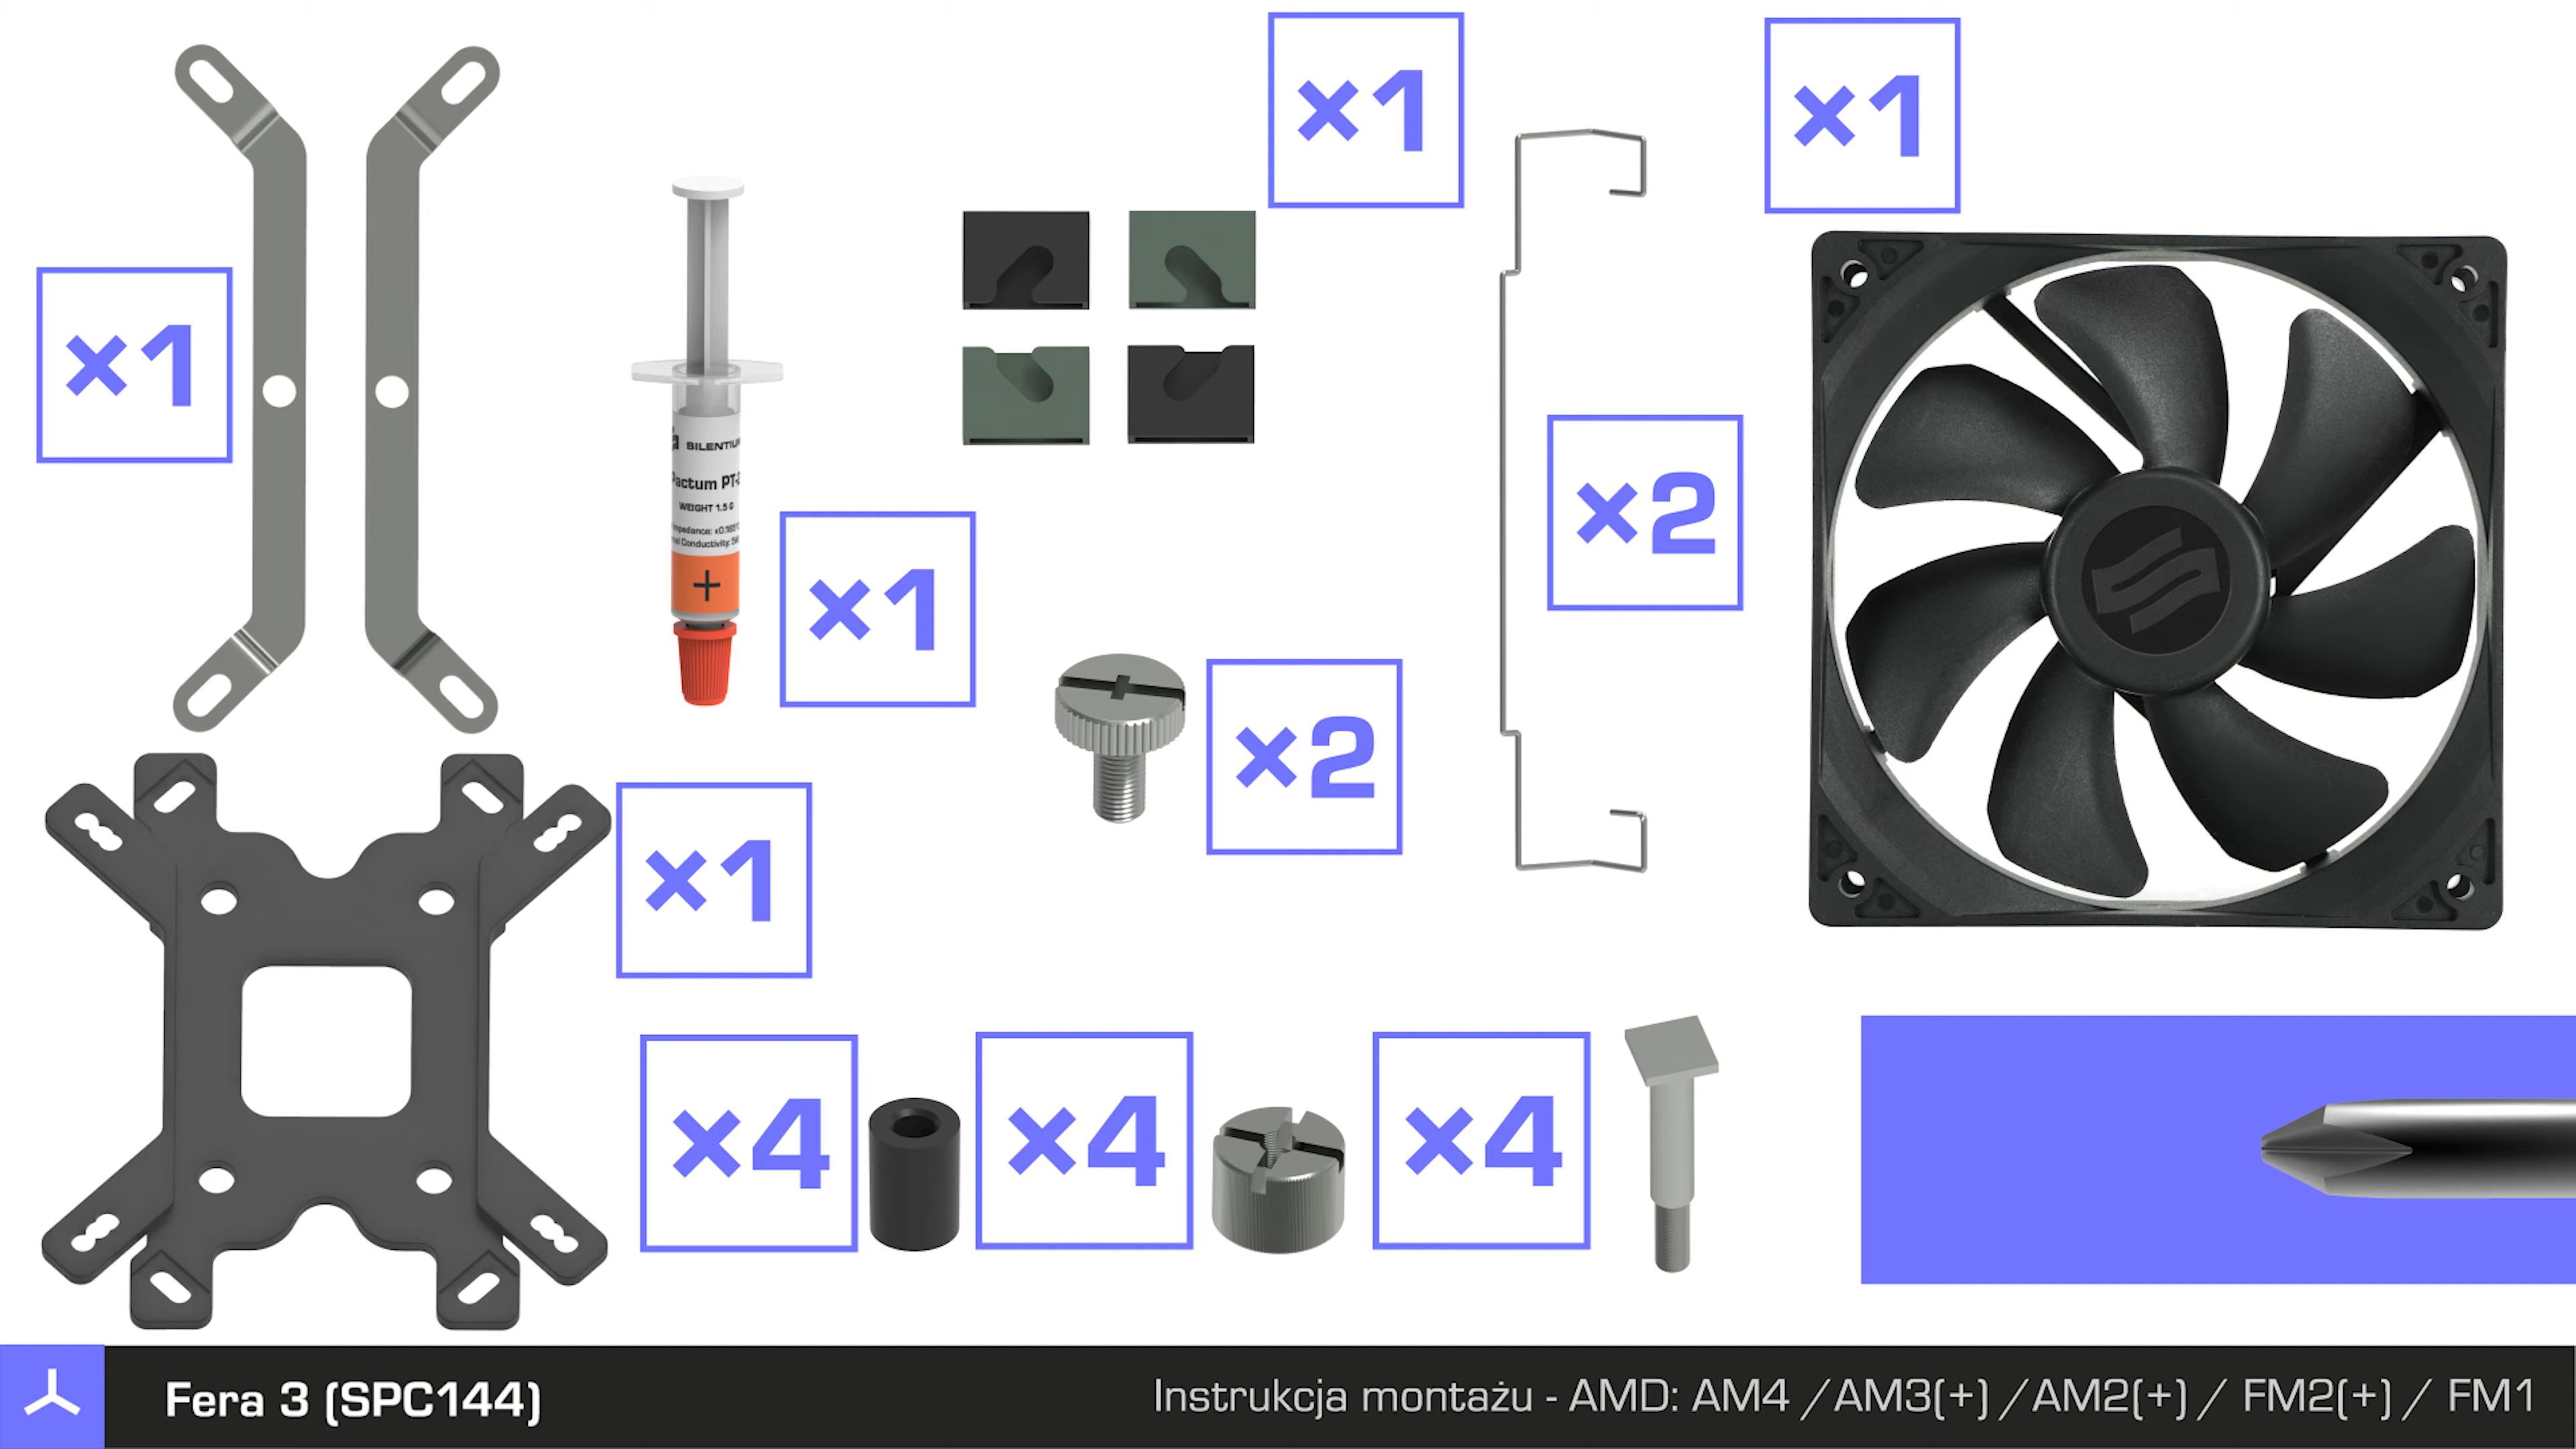 ×1
×1
×1
SILENTIUM
Pactum PT-
WEIGHT 1.5 G
+
×1
×2
×2
×1
×4
×4
×4
Fera 3 (SPC144)
Instrukcja montażu - AMD: AM4 / AM3(+) / AM2(+) / FM2(+) / FM1